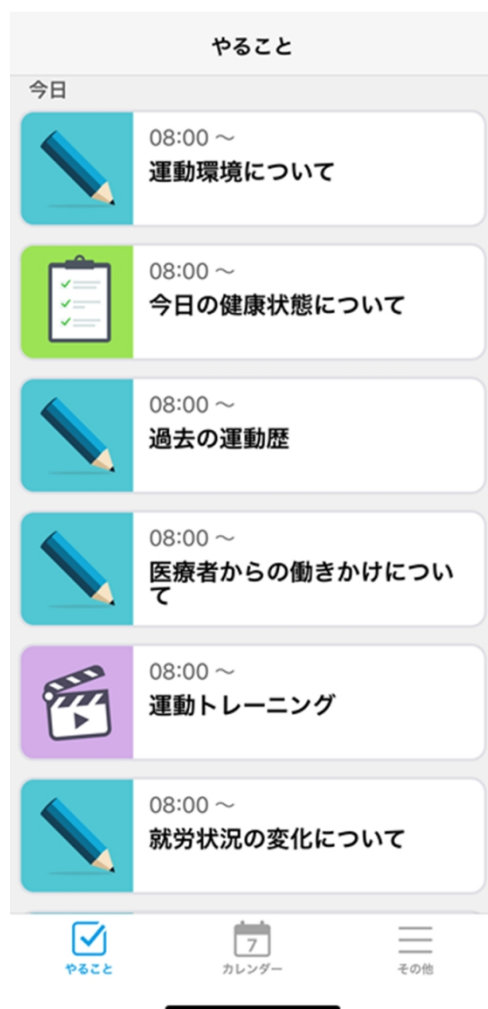 やること
今日
08:00 ～
運動環境について
08:00 ～
今日の健康状態について
08:00 ～
過去の運動歴
08:00 ～
医療者からの働きかけについ
て
08:00 ～
運動トレーニング
08:00 ～
就労状況の変化について
やること
7
カレンダー
その他